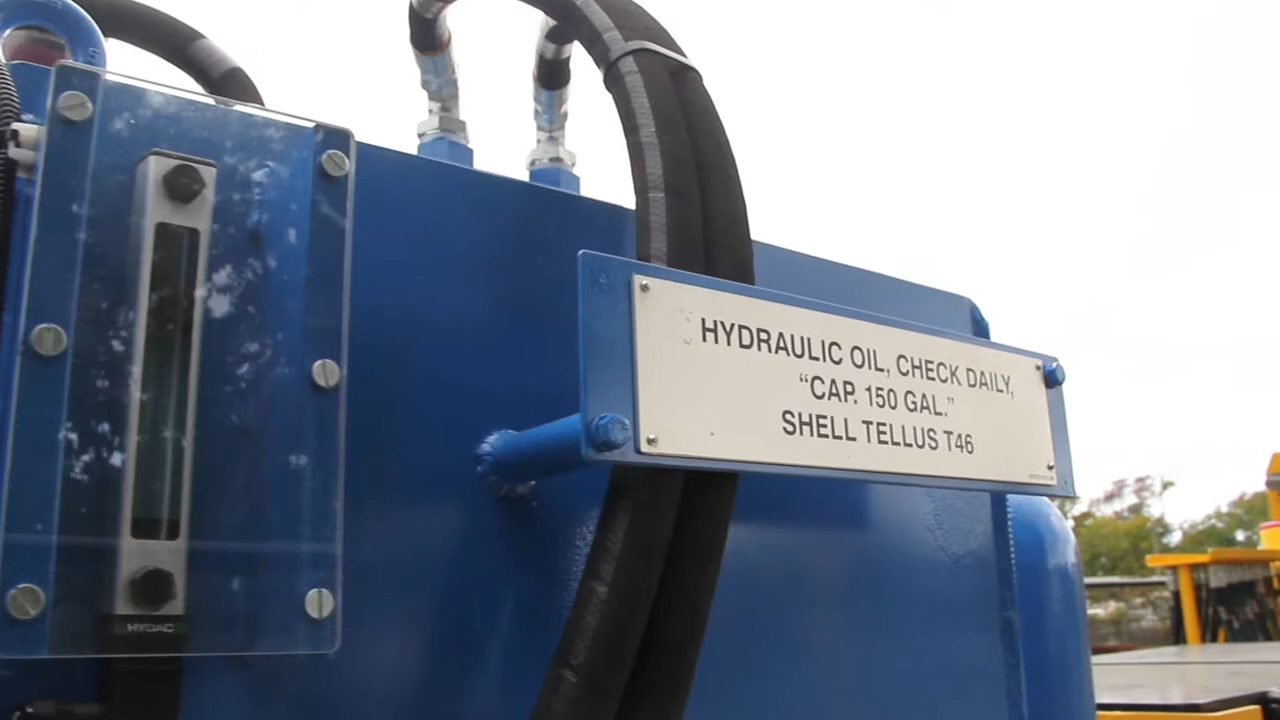 HYDRAULIC OIL, CHECK DAILY,
“CAP. 150 GAL.”
SHELL TELLUS T46
HYDAC